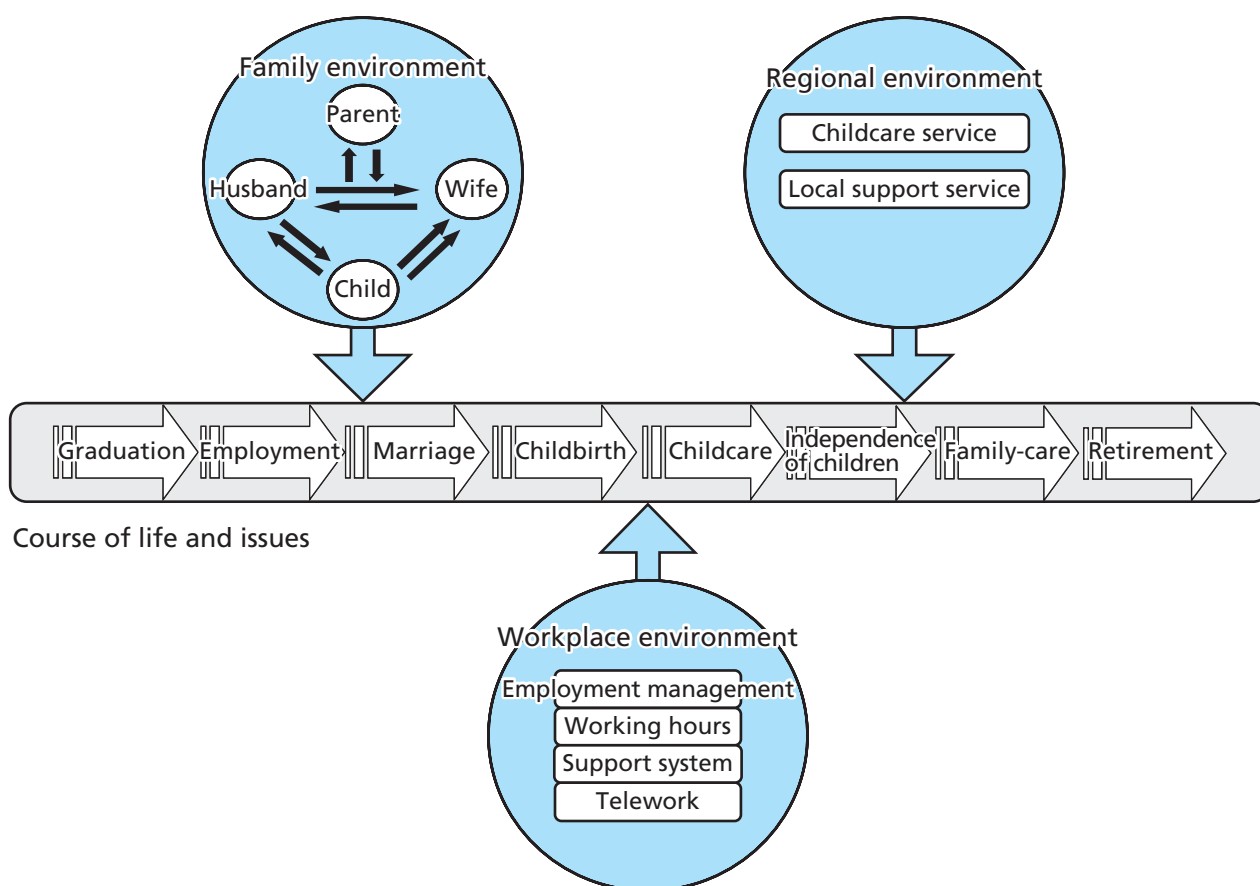 Family environment
Parent
Husband
Wife
Child
Regional environment
Childcare service
Local support service
Graduation
Employment
Marriage
Childbirth
Childcare
Independence
of children
Family-care
Retirement
Course of life and issues
Workplace environment
Employment management
Working hours
Support system
Telework